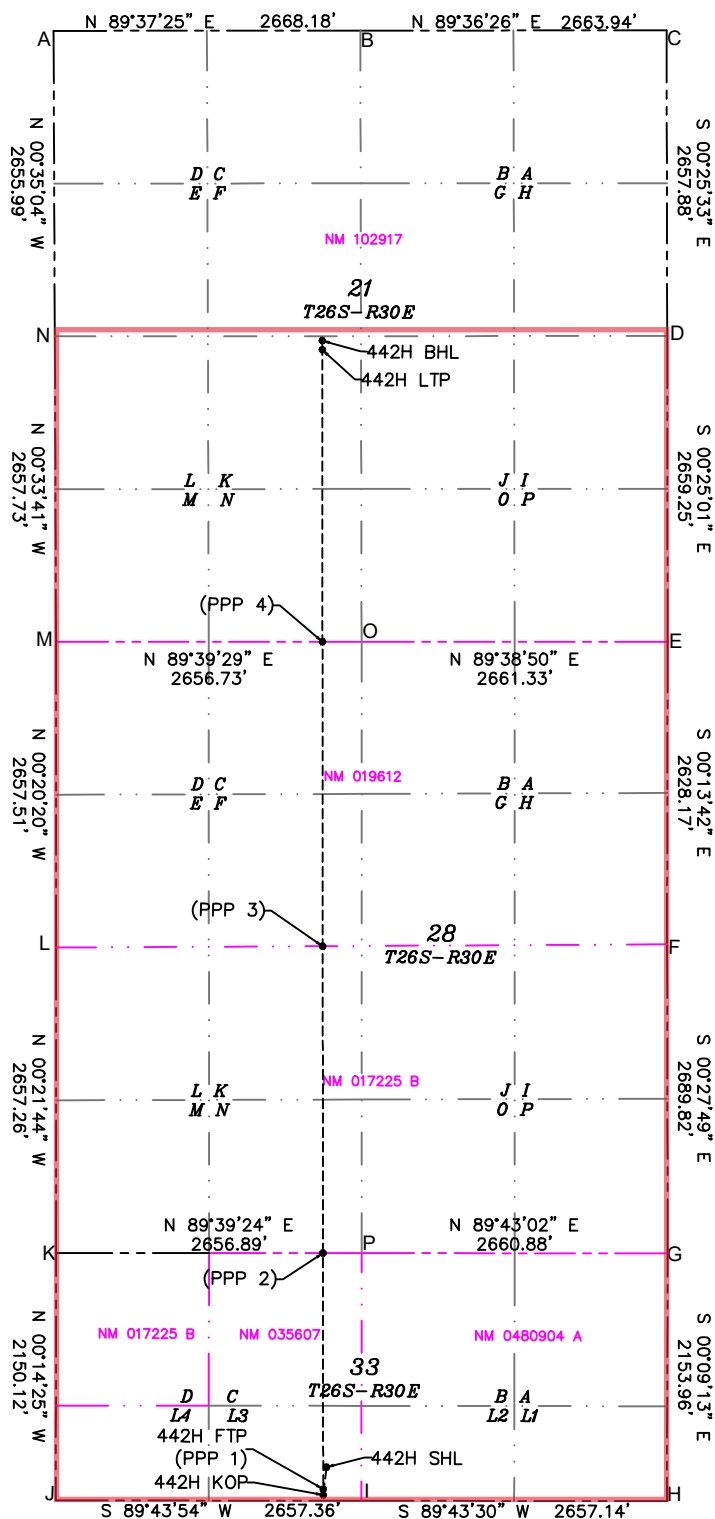 N 89°37'25" E 2668.18'
N 89°36'26" E 2663.94'
A
B
C
N 00°35'04" W
2655.99'
S 00°25'33" E
2657.88'
D C
E F
B A
G H
NM 102917
21
T26S-R30E
N
D
442H BHL
442H LTP
N 00°33'41" W
2657.73'
S 00°25'01" E
2659.25'
L K
M N
J I
O P
(PPP 4)
M
O
E
N 89°39'29" E
2656.73'
N 89°38'50" E
2661.33'
N 00°20'20" W
2657.51'
S 00°13'42" E
2628.17'
NM 019612
D C
E F
B A
G H
(PPP 3)
L
28
T26S-R30E
F
N 00°21'44" W
2657.26'
S 00°27'49" E
2689.82'
NM 017225 B
L K
M N
J I
O P
N 89°39'24" E
2656.89'
N 89°43'02" E
2660.88'
K
P
G
(PPP 2)
N 00°14'25" W
2150.12'
S 00°09'13" E
2153.96'
NM 017225 B
NM 035607
NM 0480904 A
33
T26S-R30E
D C
L4 L3
B A
L2 L1
442H FTP
(PPP 1)
442H KOP
442H SHL
J
I
H
S 89°43'54" W 2657.36'
S 89°43'30" W 2657.14'